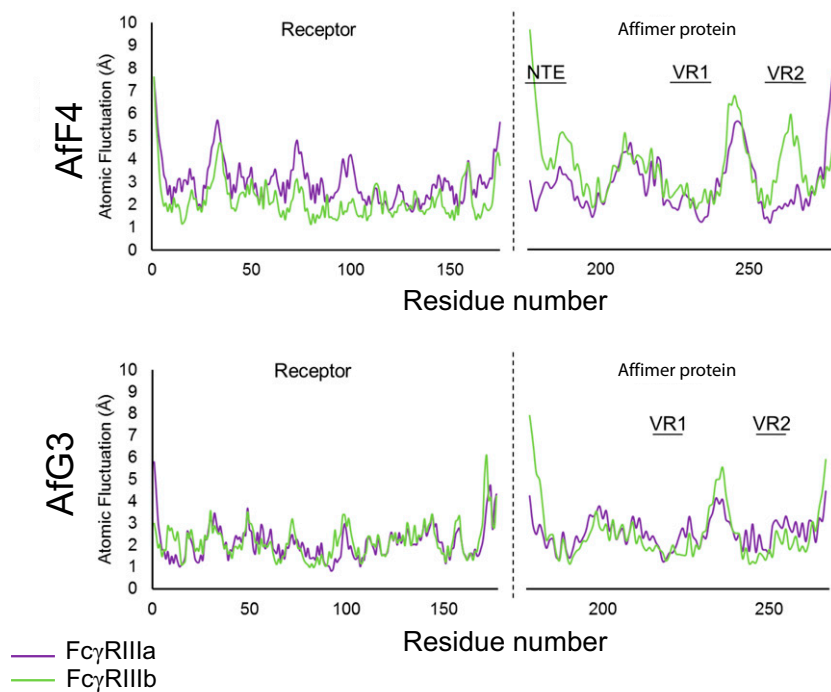 AfF4
Atomic Fluctuation (Å)
10
9
8
7
6
5
4
3
2
1
0
Receptor
Affimer protein
NTE VR1 VR2
0 50 100 150 200 250
Residue number
AfG3
Atomic Fluctuation (Å)
10
9
8
7
6
5
4
3
2
1
0
Receptor
Affimer protein
VR1 VR2
0 50 100 150 200 250
Residue number
FcγRIIIa
FcγRIIIb